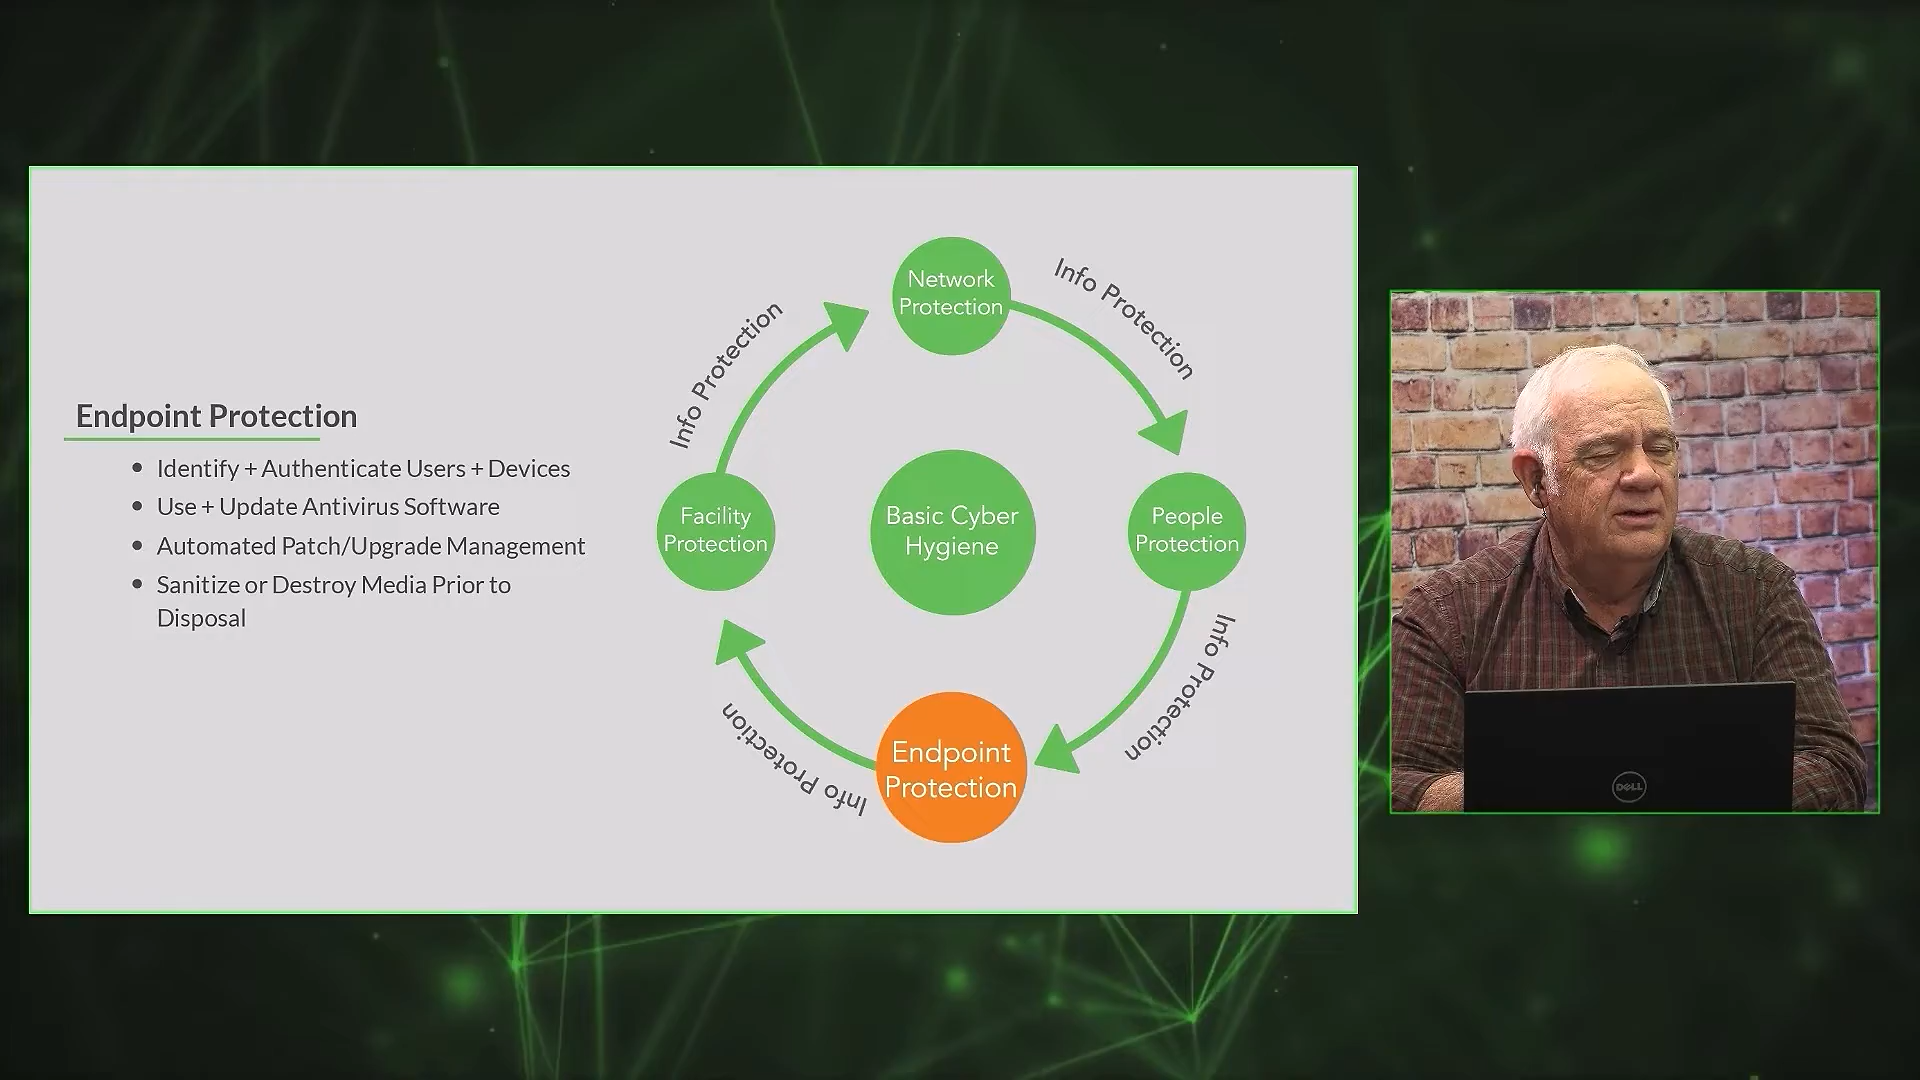 Endpoint Protection
• Identify + Authenticate Users + Devices
• Use + Update Antivirus Software
• Automated Patch/Upgrade Management
• Sanitize or Destroy Media Prior to
Disposal
Network
Protection
Info Protection
Info Protection
Facility
Protection
Basic Cyber
Hygiene
People
Protection
Info Protection
Info Protection
Endpoint
Protection
DELL